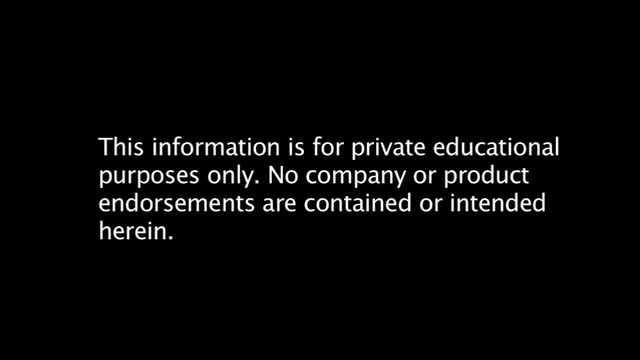 This information is for private educational
purposes only. No company or product
endorsements are contained or intended
herein.